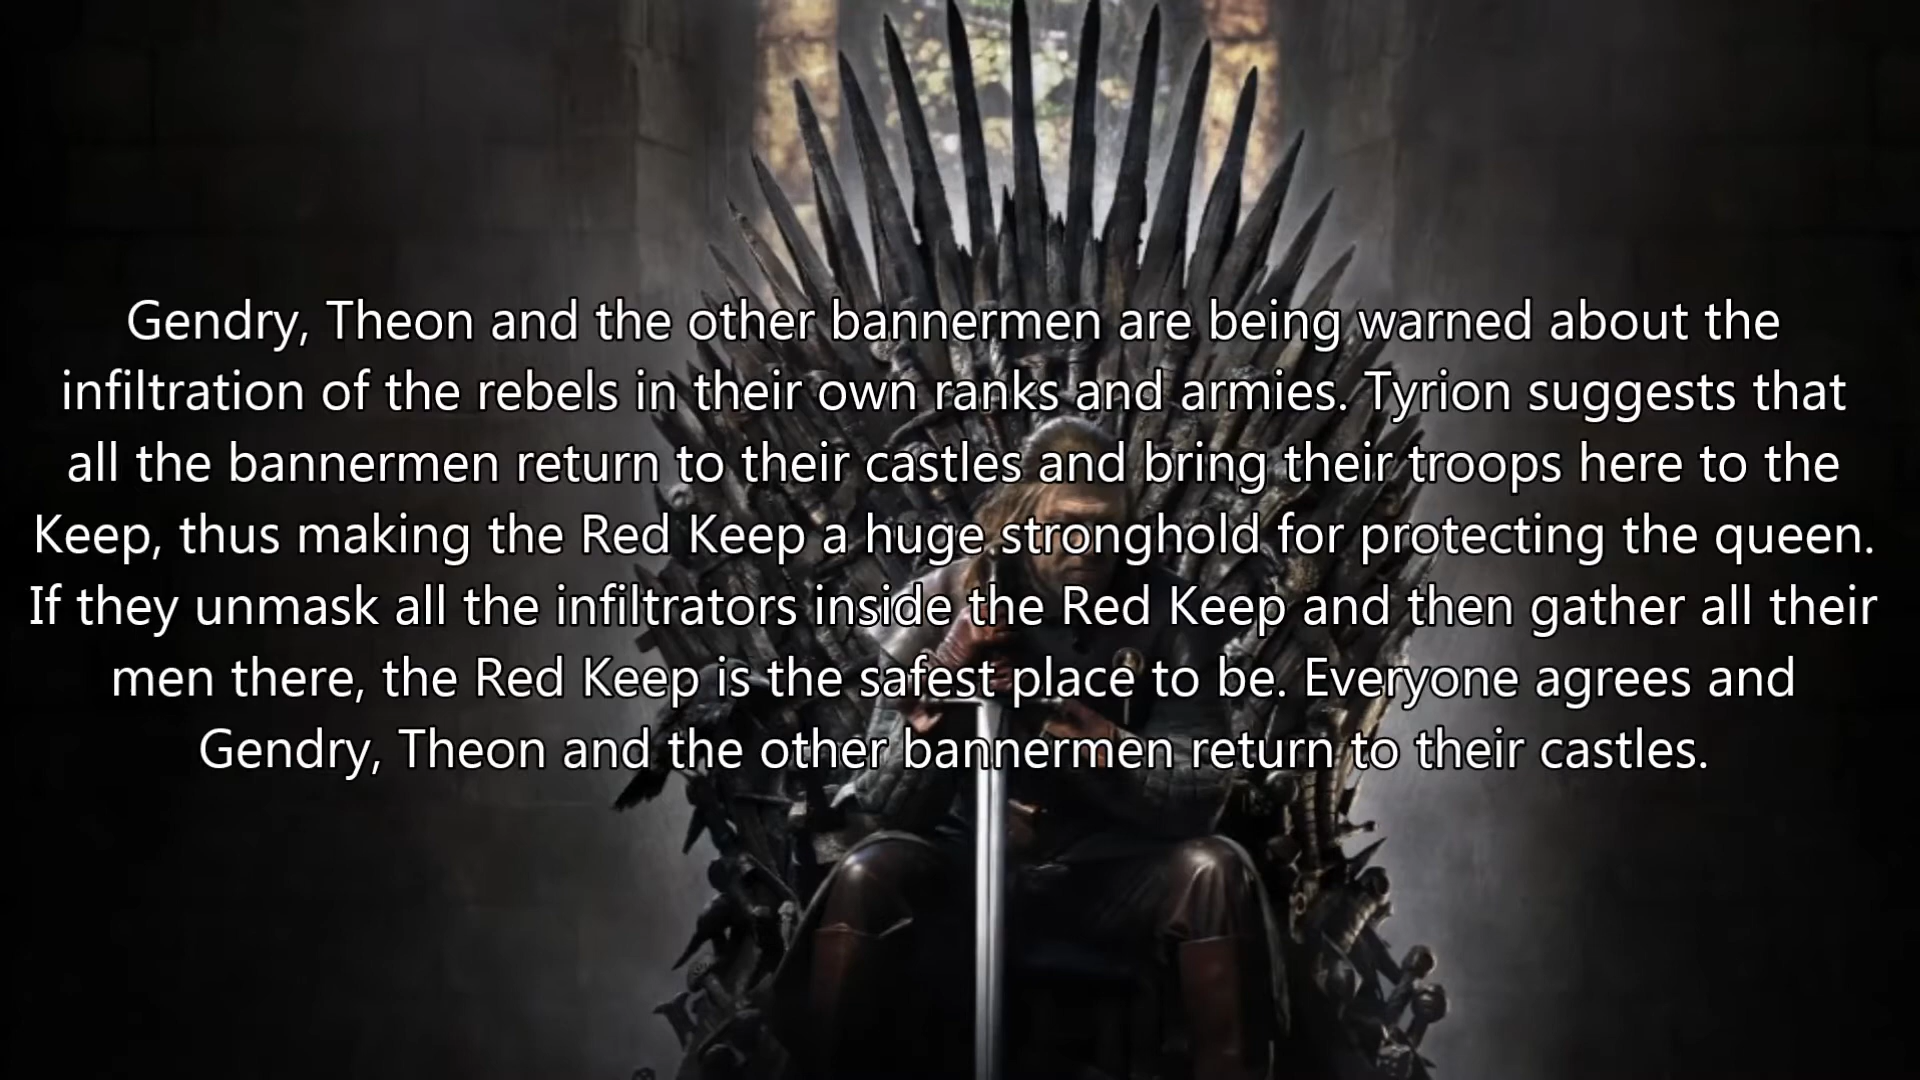 Gendry, Theon and the other bannermen are being warned about the
infiltration of the rebels in their own ranks and armies. Tyrion suggests that
all the bannermen return to their castles and bring their troops here to the
Keep, thus making the Red Keep a huge stronghold for protecting the queen.
If they unmask all the infiltrators inside the Red Keep and then gather all their
men there, the Red Keep is the safest place to be. Everyone agrees and
Gendry, Theon and the other bannermen return to their castles.